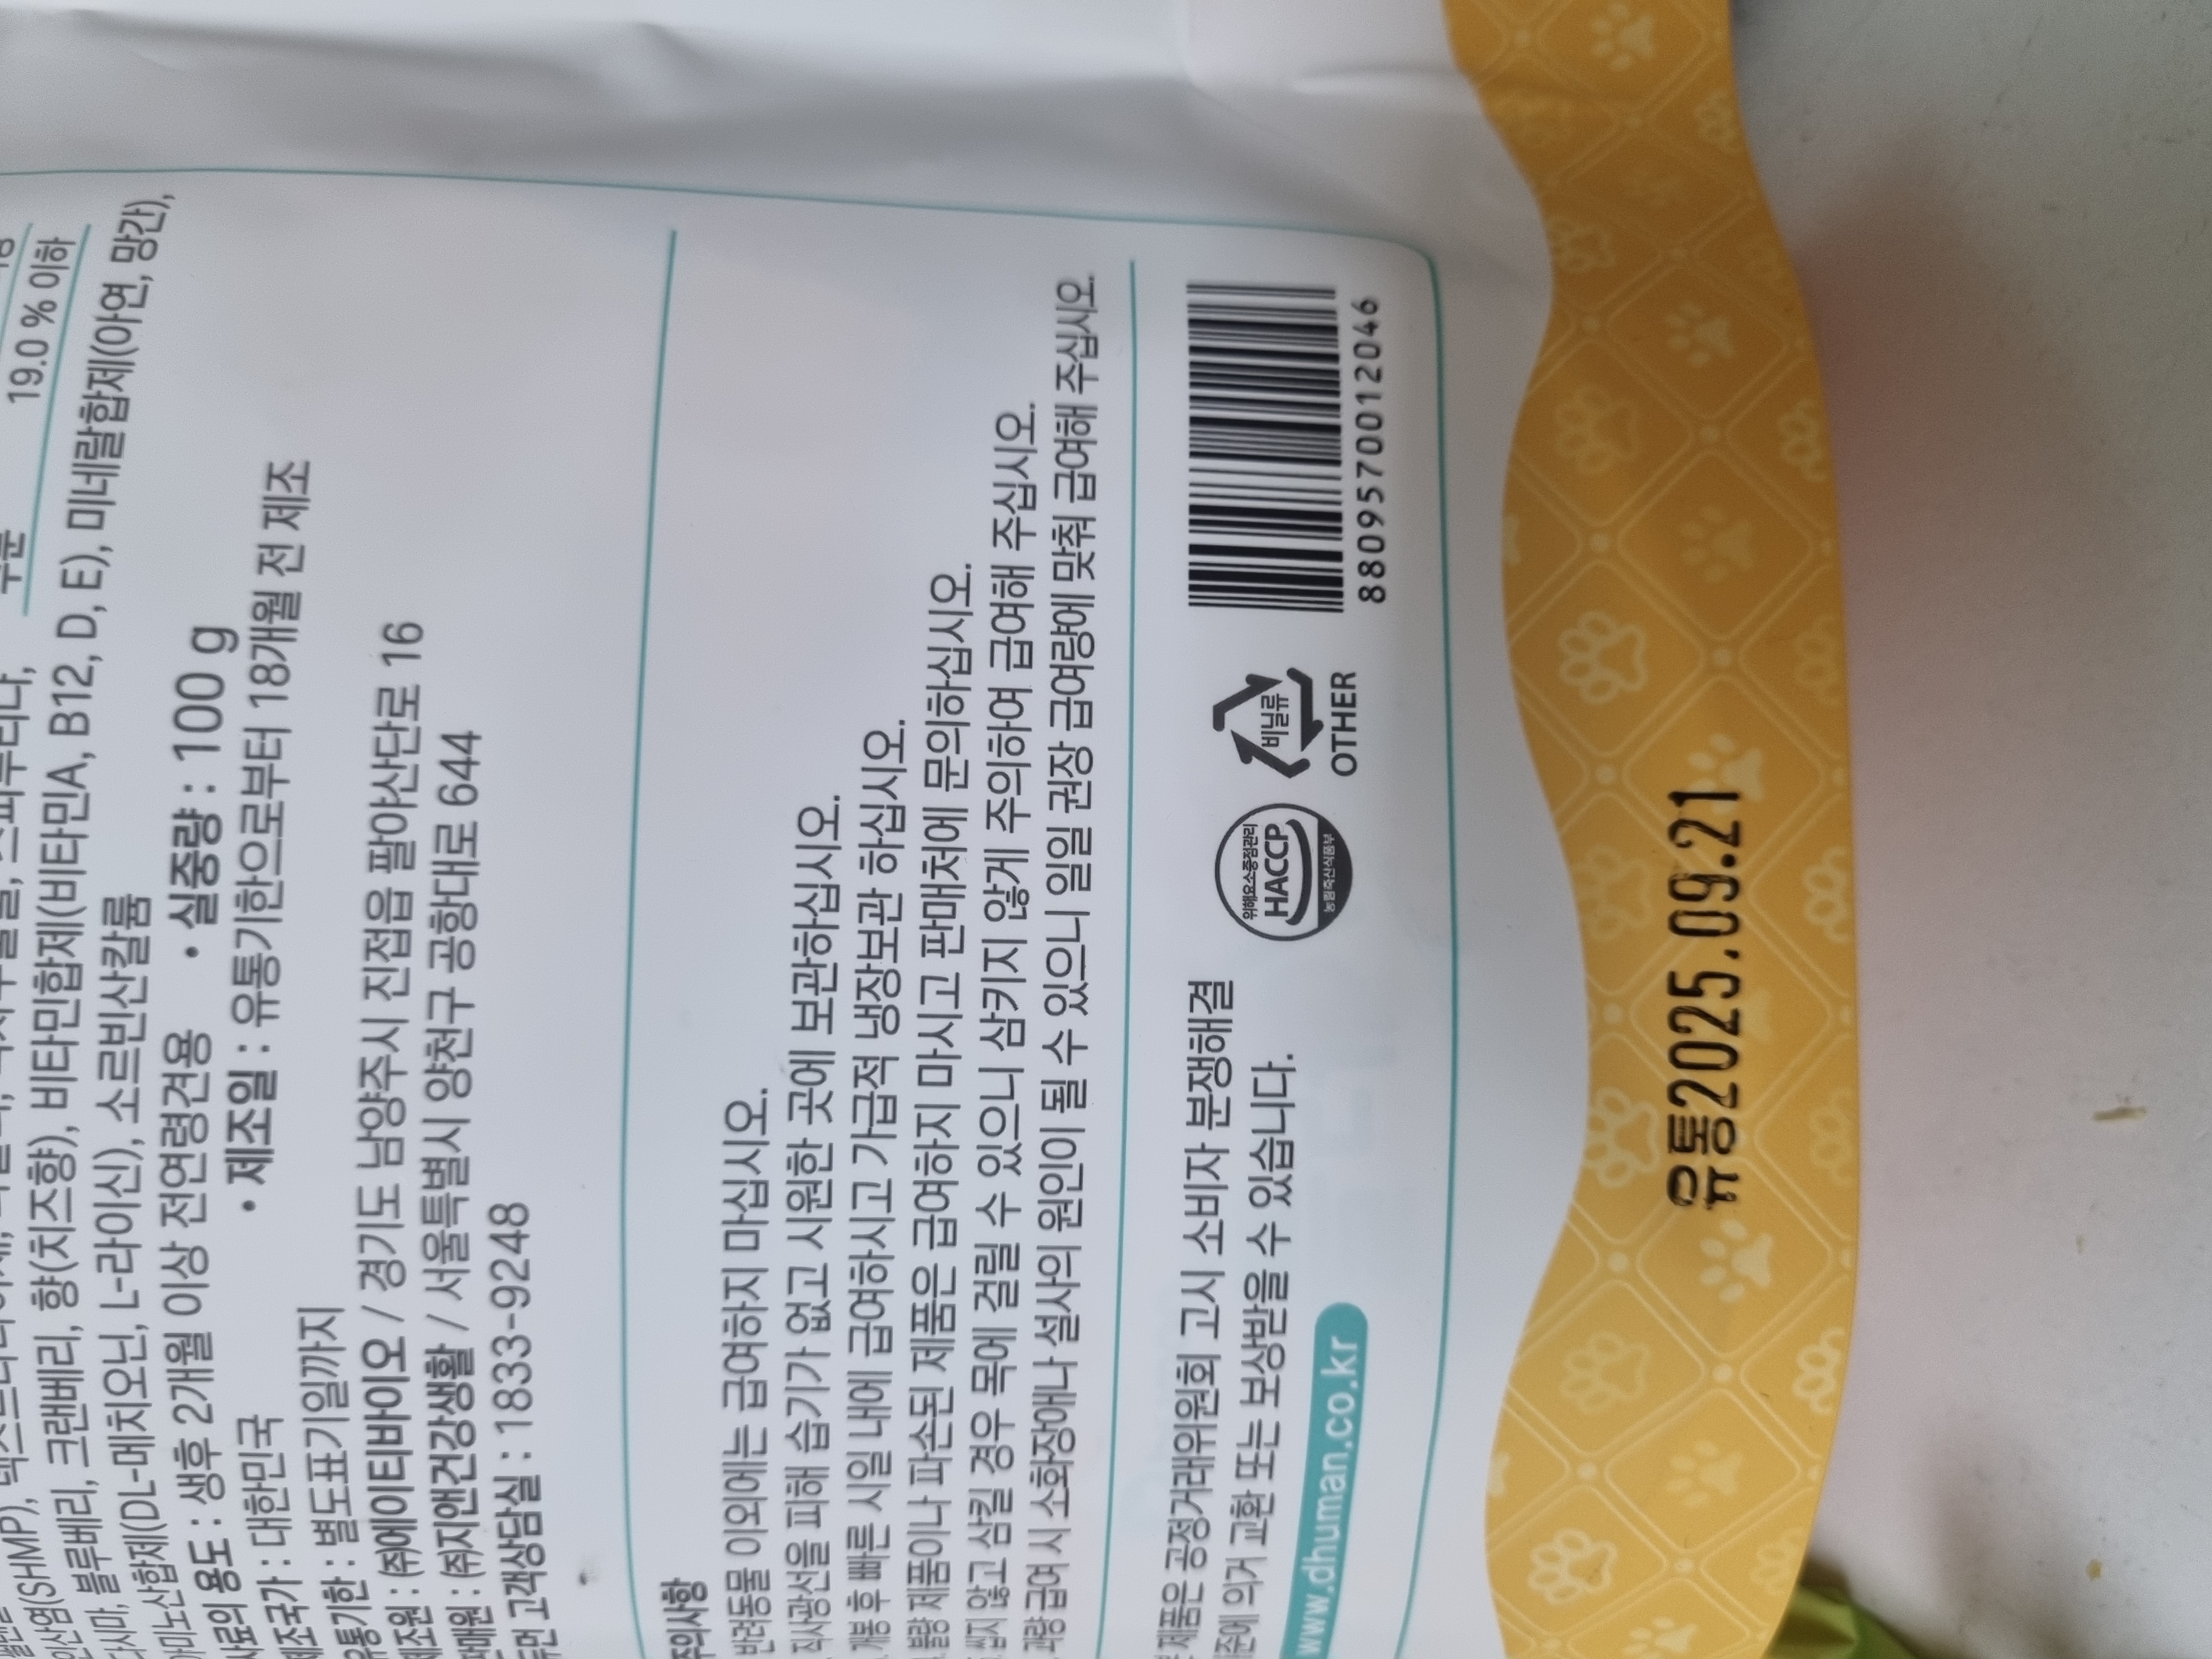 19.0 % 이하
크랜베리, 향(치즈향), 비타민합제(비타민A, B12, D, E), 미네랄합제(아연, 망간),
아미노산합제(DL-메치오닌, L-라이신), 소르빈산칼륨
사료의 용도 : 생후 2개월 이상 전연령견용 • 실중량 : 100 g
제조국가 : 대한민국 • 제조일 : 유통기한으로부터 18개월 전 제조
유통기한 : 별도표기일까지
제조원 : (주)에이티바이오 / 경기도 남양주시 진접읍 팔야산단로 16
판매원 : (주)지앤건강생활 / 서울특별시 양천구 공항대로 644
고객상담실 : 1833-9248
주의사항
반려동물 이외에는 급여하지 마십시오.
직사광선을 피해 습기가 없고 시원한 곳에 보관하십시오.
개봉 후 빠른 시일 내에 급여하시고 가급적 냉장보관 하십시오.
불량 제품이나 파손된 제품은 급여하지 마시고 판매처에 문의하십시오.
씹지 않고 삼킬 경우 목에 걸릴 수 있으니 삼키지 않게 주의하여 급여해 주십시오.
과량 급여 시 소화장애나 설사의 원인이 될 수 있으니 일일 권장 급여량에 맞춰 급여해 주십시오.
제품은 공정거래위원회 고시 소비자 분쟁해결
기준에 의거 교환 또는 보상받을 수 있습니다.
www.dhuman.co.kr
위해요소중점관리
HACCP
농림축산식품부
비닐류
OTHER
8809570012046
유통2025.09.21